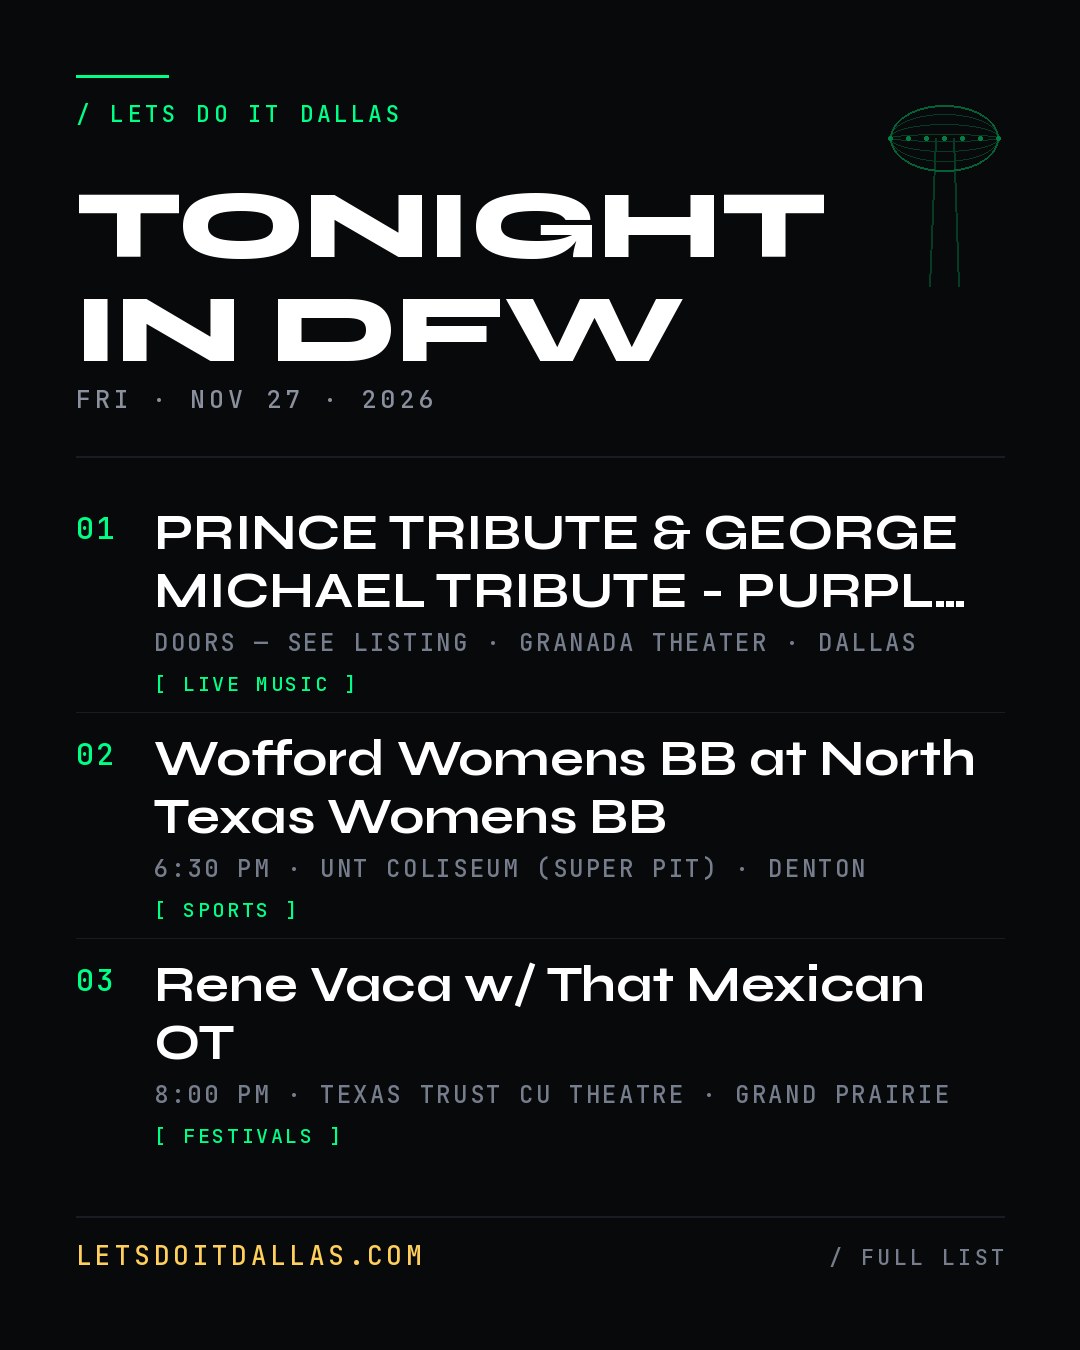 / LETS DO IT DALLAS
TONIGHT
IN DFW
FRI · NOV 27 · 2026
01
PRINCE TRIBUTE & GEORGE
MICHAEL TRIBUTE - PURPL...
DOORS — SEE LISTING · GRANADA THEATER · DALLAS
[ LIVE MUSIC ]
02
Wofford Womens BB at North
Texas Womens BB
6:30 PM · UNT COLISEUM (SUPER PIT) · DENTON
[ SPORTS ]
03
Rene Vaca w/ That Mexican
OT
8:00 PM · TEXAS TRUST CU THEATRE · GRAND PRAIRIE
[ FESTIVALS ]
LETSDOITDALLAS.COM
/ FULL LIST